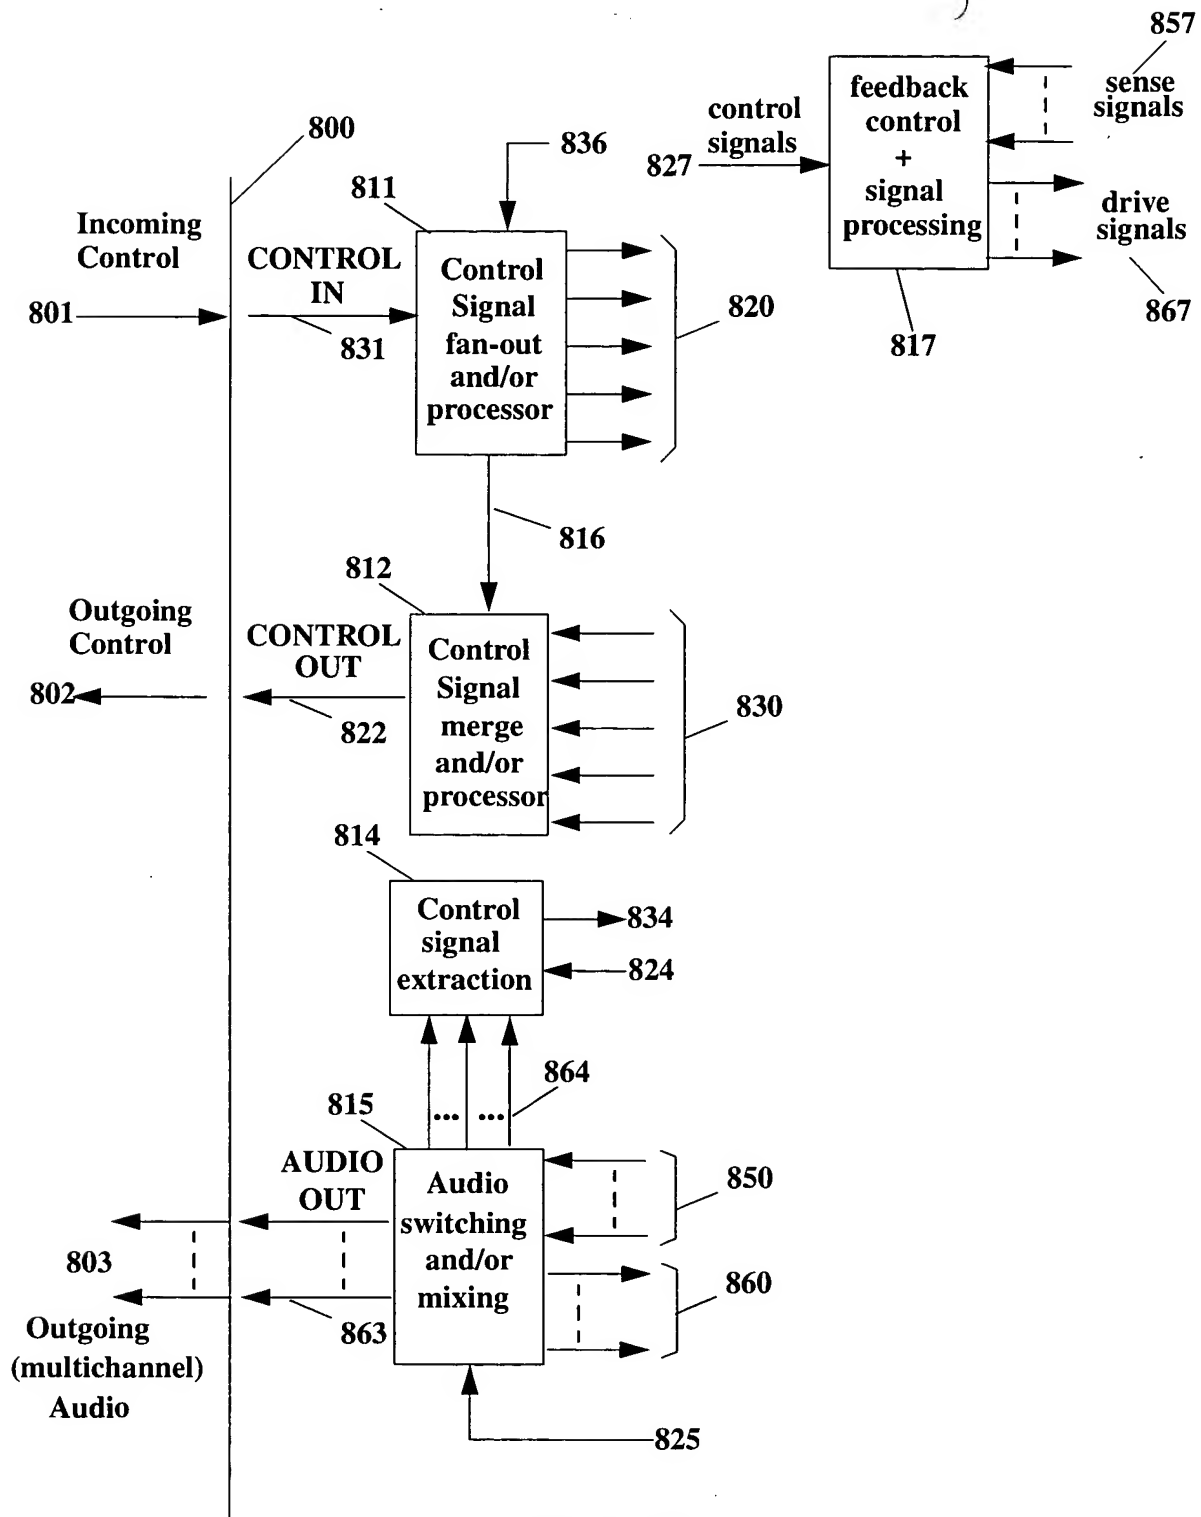 857
sense
signals
feedback
control
+
signal
processing
control
signals
827
drive
signals
867
817
800
836
811
Incoming
Control
CONTROL
IN
801
831
Control
Signal
fan-out
and/or
processor
820
816
812
Outgoing
Control
CONTROL
OUT
802
822
Control
Signal
merge
and/or
processor
830
814
Control
signal
extraction
834
824
864
815
... ...
AUDIO
OUT
Audio
switching
and/or
mixing
850
860
803
863
Outgoing
(multichannel)
Audio
825